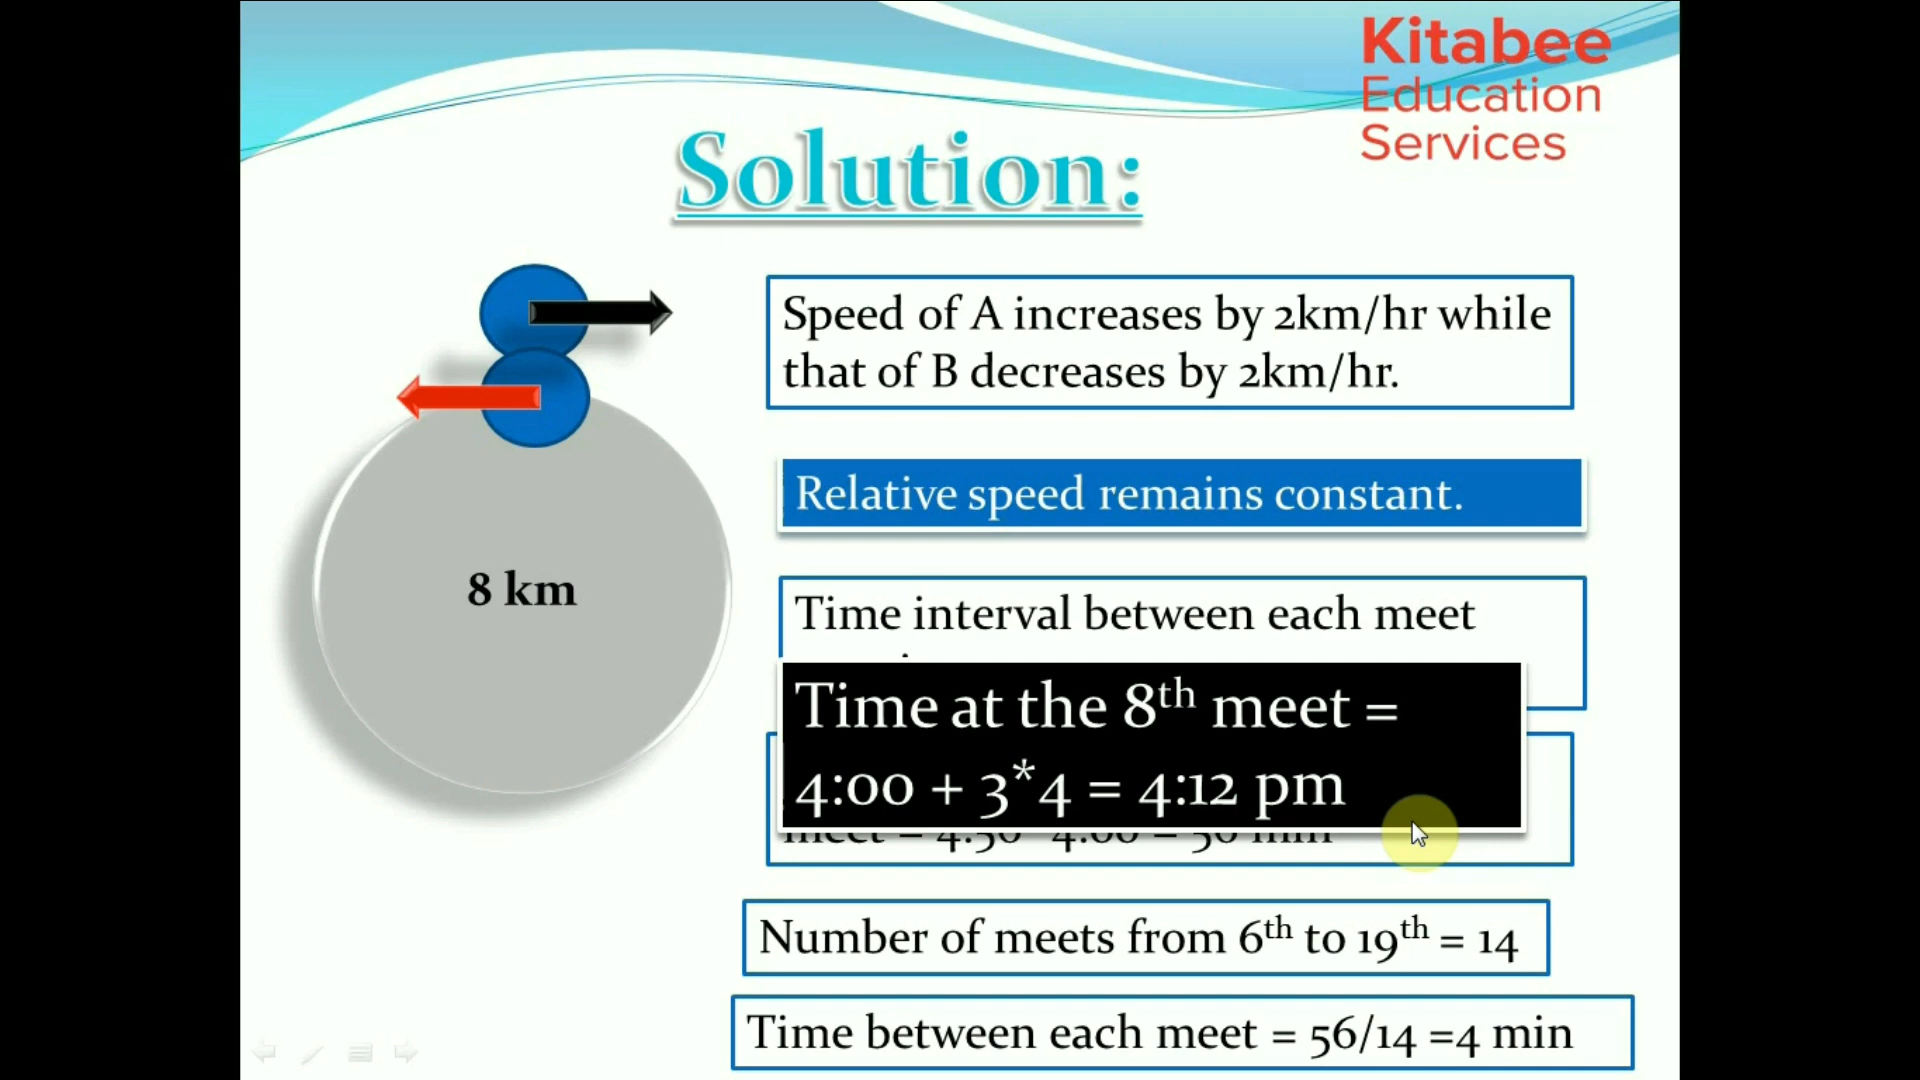 Kitabee
Education
Services
Solution:
8 km
Speed of A increases by 2km/hr while
that of B decreases by 2km/hr.
Relative speed remains constant.
Time interval between each meet
Time at the 8th meet =
4:00 + 3*4 = 4:12 pm
Number of meets from 6th to 19th = 14
Time between each meet = 56/14 =4 min